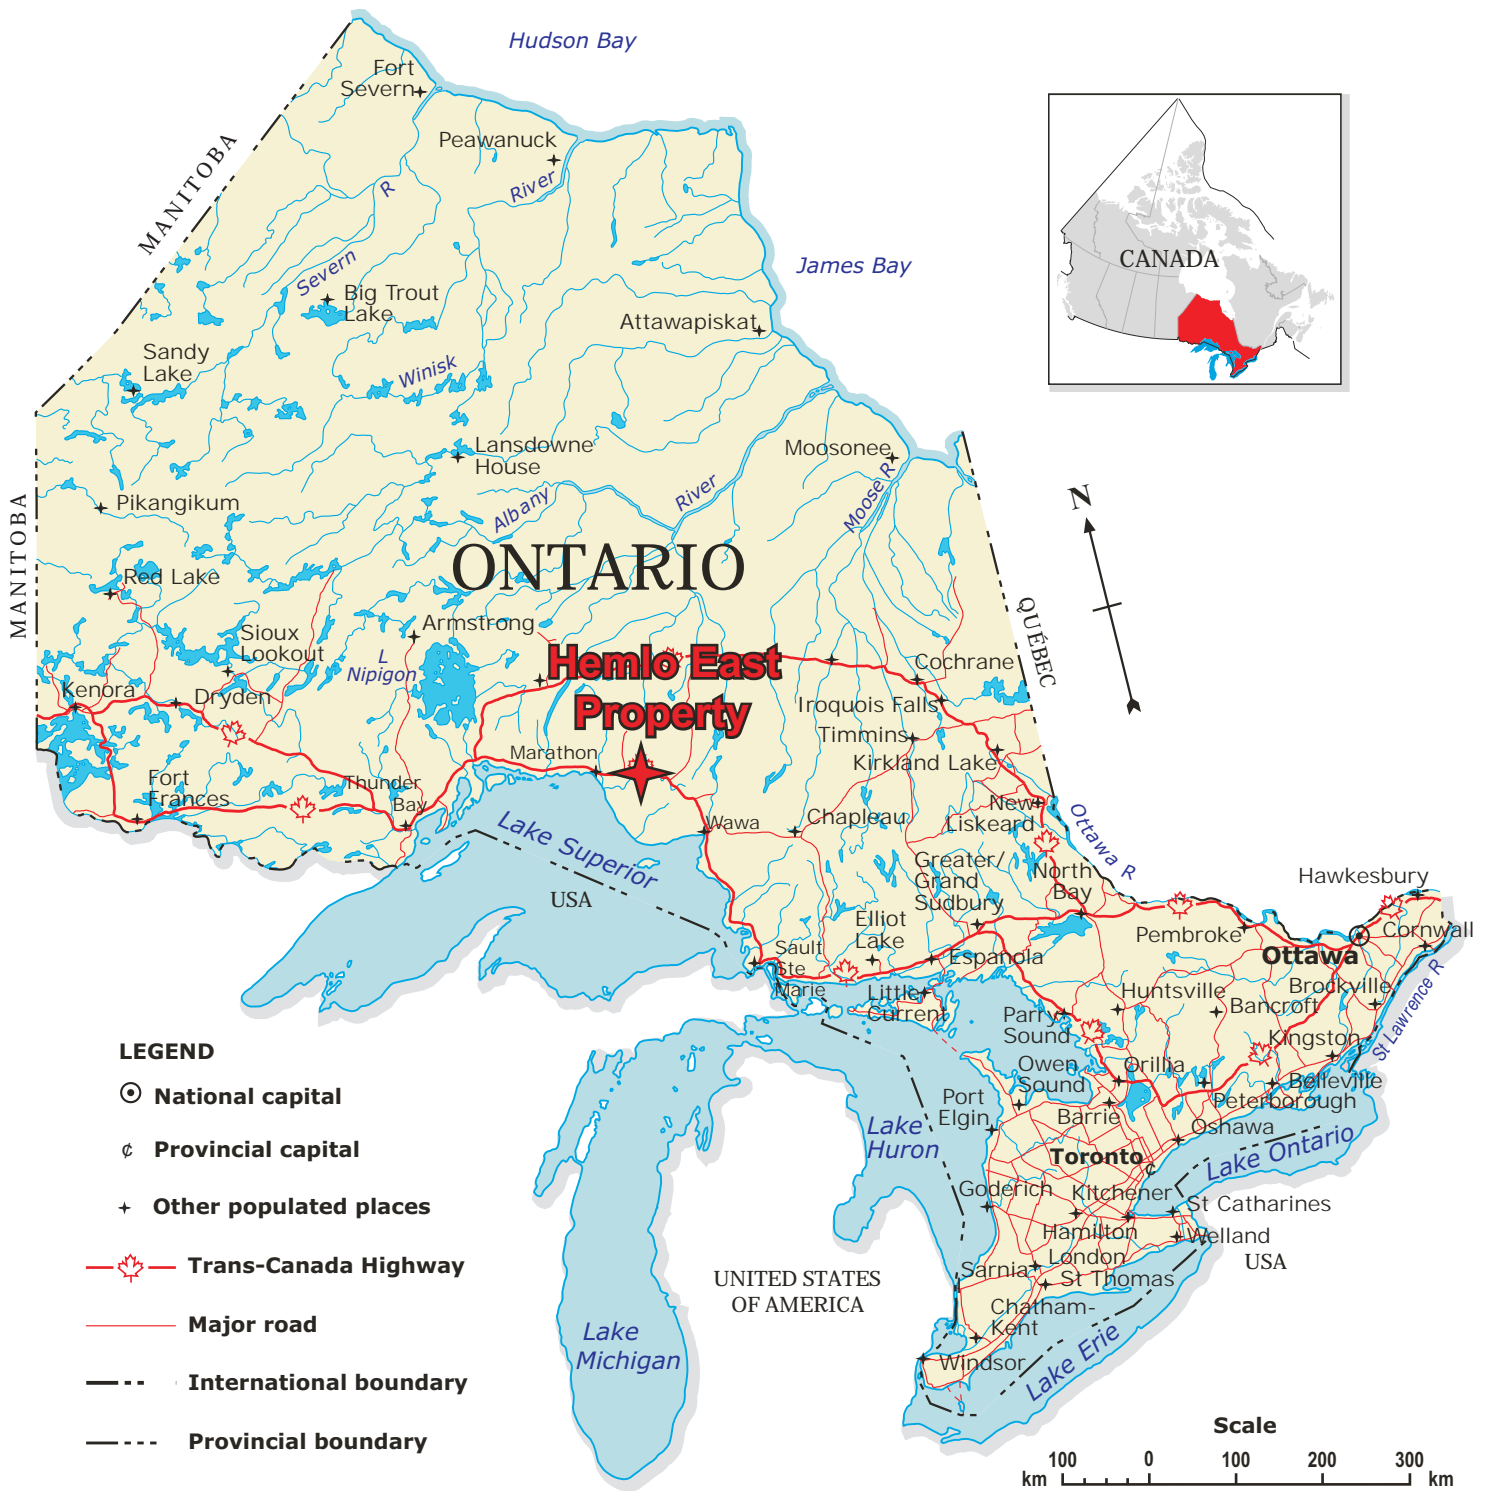 Hudson Bay
Fort
Severn
Peawanuck
MANITOBA
R
River
Severn
James Bay
CANADA
Big Trout
Lake
Attawapiskat
Sandy
Lake
Winisk
Lansdowne
House
Moosonee
Pikangikum
Albany
River
Moose R
N
MANITOBA
ONTARIO
Red Lake
QUÉBEC
Armstrong
Sioux
Lookout
L
Nipigon
Hemlo East
Property
Cochrane
Kenora
Dryden
Iroquois Falls
Timmins
Marathon
Kirkland Lake
Fort
Frances
Thunder
Bay
New
Liskeard
Ottawa R
Wawa
Chapleau
Lake Superior
USA
Greater/
Grand
Sudbury
North
Bay
Hawkesbury
Elliot
Lake
Pembroke
Cornwall
Ottawa
Sault
Ste
Marie
Espanola
Little
Current
Huntsville
Brockville
Bancroft
St Lawrence R
Parry
Sound
Kingston
LEGEND
Owen
Sound
Orillia
Belleville
Peterborough
National capital
Port
Elgin
Barrie
Oshawa
Lake
Huron
Provincial capital
Toronto
Lake Ontario
Goderich
Kitchener
St Catharines
Other populated places
Hamilton
Welland
London
USA
Trans-Canada Highway
UNITED STATES
OF AMERICA
Sarnia
St Thomas
Chatham-
Kent
Major road
Lake
Michigan
Windsor
Lake Erie
International boundary
Provincial boundary
Scale
100 0 100 200 300
km km